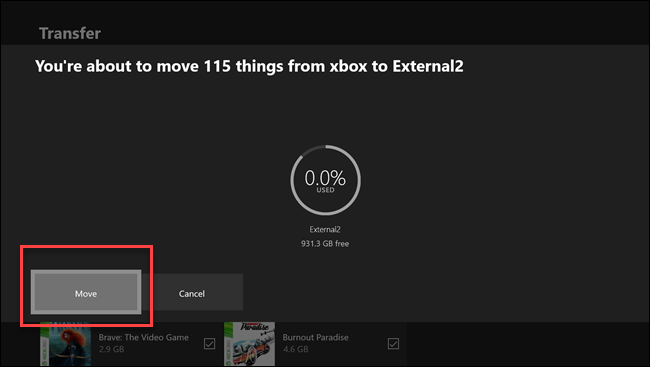 Transfer
You're about to move 115 things from xbox to External2
0.0%
USED
External2
931.3 GB free
Move
Cancel
Brave: The Video Game
2.9 GB
Paradise
Burnout Paradise
4.6 GB